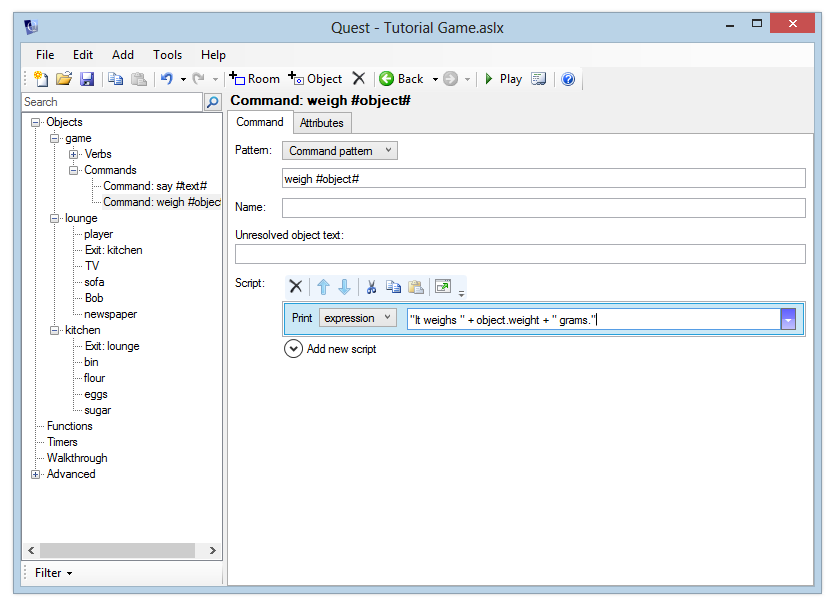 Quest - Tutorial Game.aslx
File Edit Add Tools Help
Room Object Back Play
Search
Objects
game
Verbs
Commands
Command: say #text#
Command: weigh #object
lounge
player
Exit: kitchen
TV
sofa
Bob
newspaper
kitchen
Exit: lounge
bin
flour
eggs
sugar
Functions
Timers
Walkthrough
Advanced
Filter
Command: weigh #object#
Command Attributes
Pattern: Command pattern
weigh #object#
Name:
Unresolved object text:
Script:
Print expression "It weighs " + object.weight + " grams."
Add new script